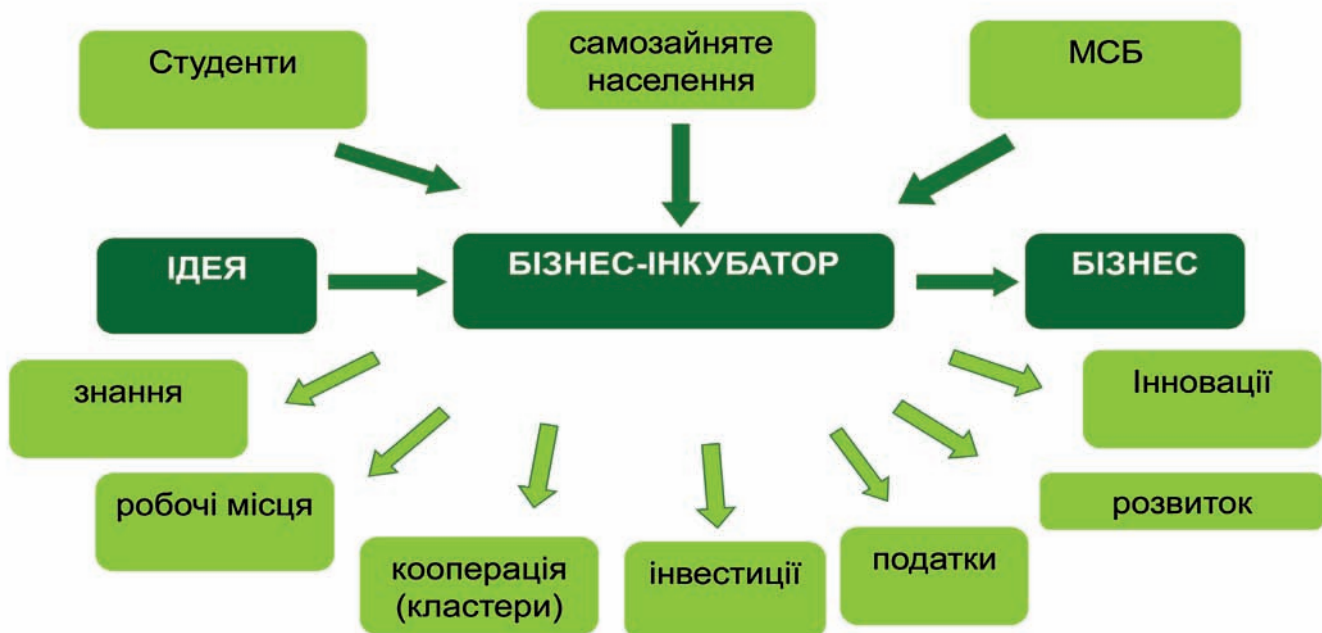 Студенти
самозайняте
населення
МСБ
ІДЕЯ
БІЗНЕС-ІНКУБАТОР
БІЗНЕС
знання
Інновації
робочі місця
розвиток
кооперація
(кластери)
інвестиції
податки